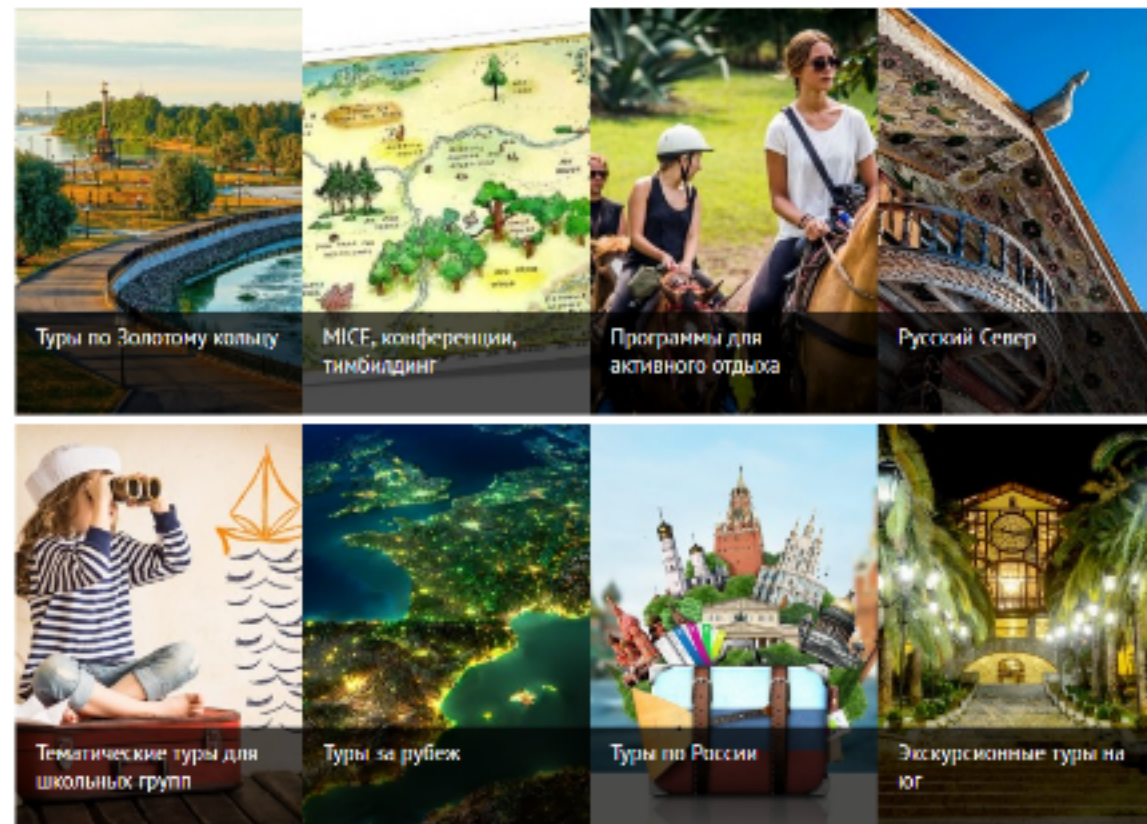 Туры по Золотому кольцу
MICE, конференции,
тимбилдинг
Программы для
активного отдыха
Русский Север
Тематические туры для
школьных групп
Туры за рубеж
Туры по России
Экскурсионные туры на
юг